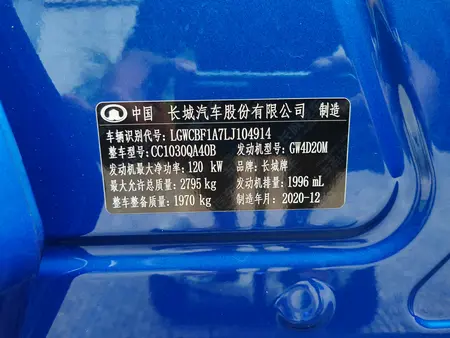 中国 长城汽车股份有限公司 制造
车辆识别代号: LGWCBF1A7LJ104914
整车型号:CC1030QA40B 发动机型号:GW4D20M
发动机最大净功率:120 kW 品牌:长城牌
最大允许总质量: 2795 kg 发动机排量:1996 mL
整车整备质量:1970 kg 制造年月:2020-12